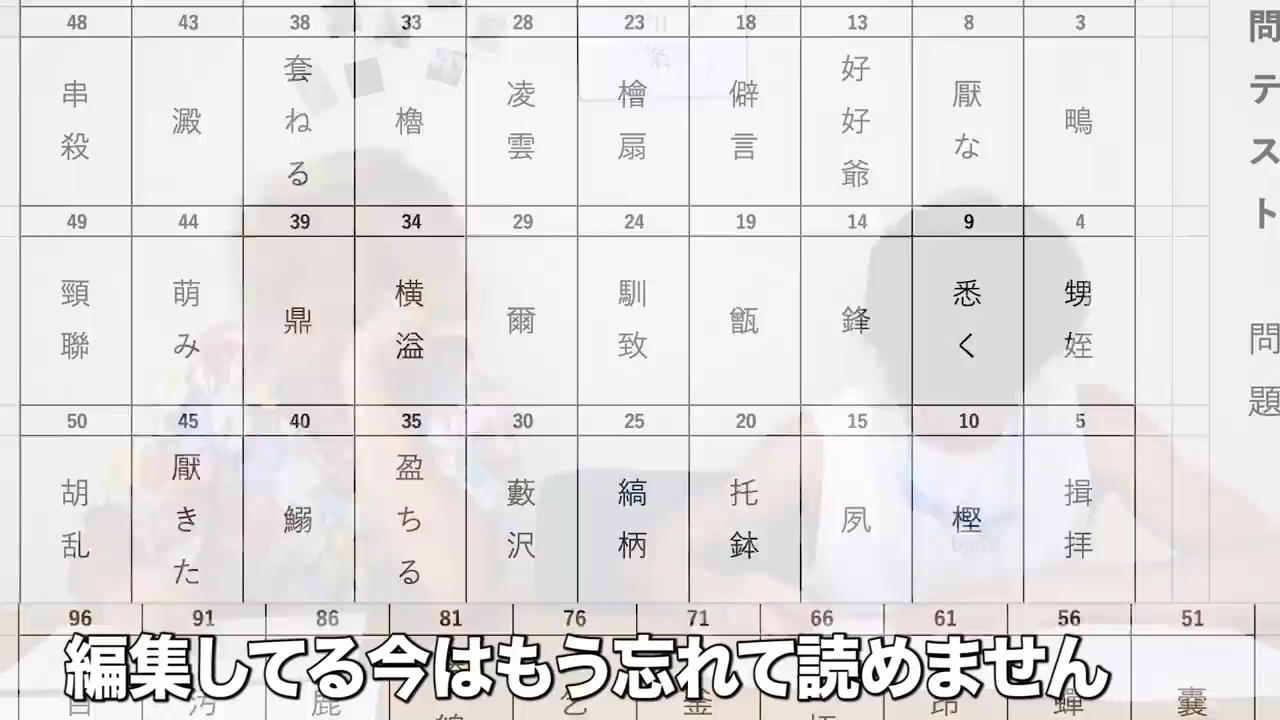 問テスト 問題
3
鴫
8
厭な
13
好好爺
18
僻言
23
檜扇
28
凌雲
33
櫓
38
套ねる
43
澱
48
串殺
4
甥姪
9
悉く
14
鋒
19
甑
24
馴致
29
爾
34
横溢
39
鼎
44
萌み
49
頸聯
5
揖拝
10
樫
15
夙
20
托鉢
25
縞柄
30
藪沢
35
盈ちる
40
鰯
45
厭きた
50
胡乱
51
嚢
56
蟬
61
66
71
76
81
86
91
96
編集してる今はもう忘れて読めません